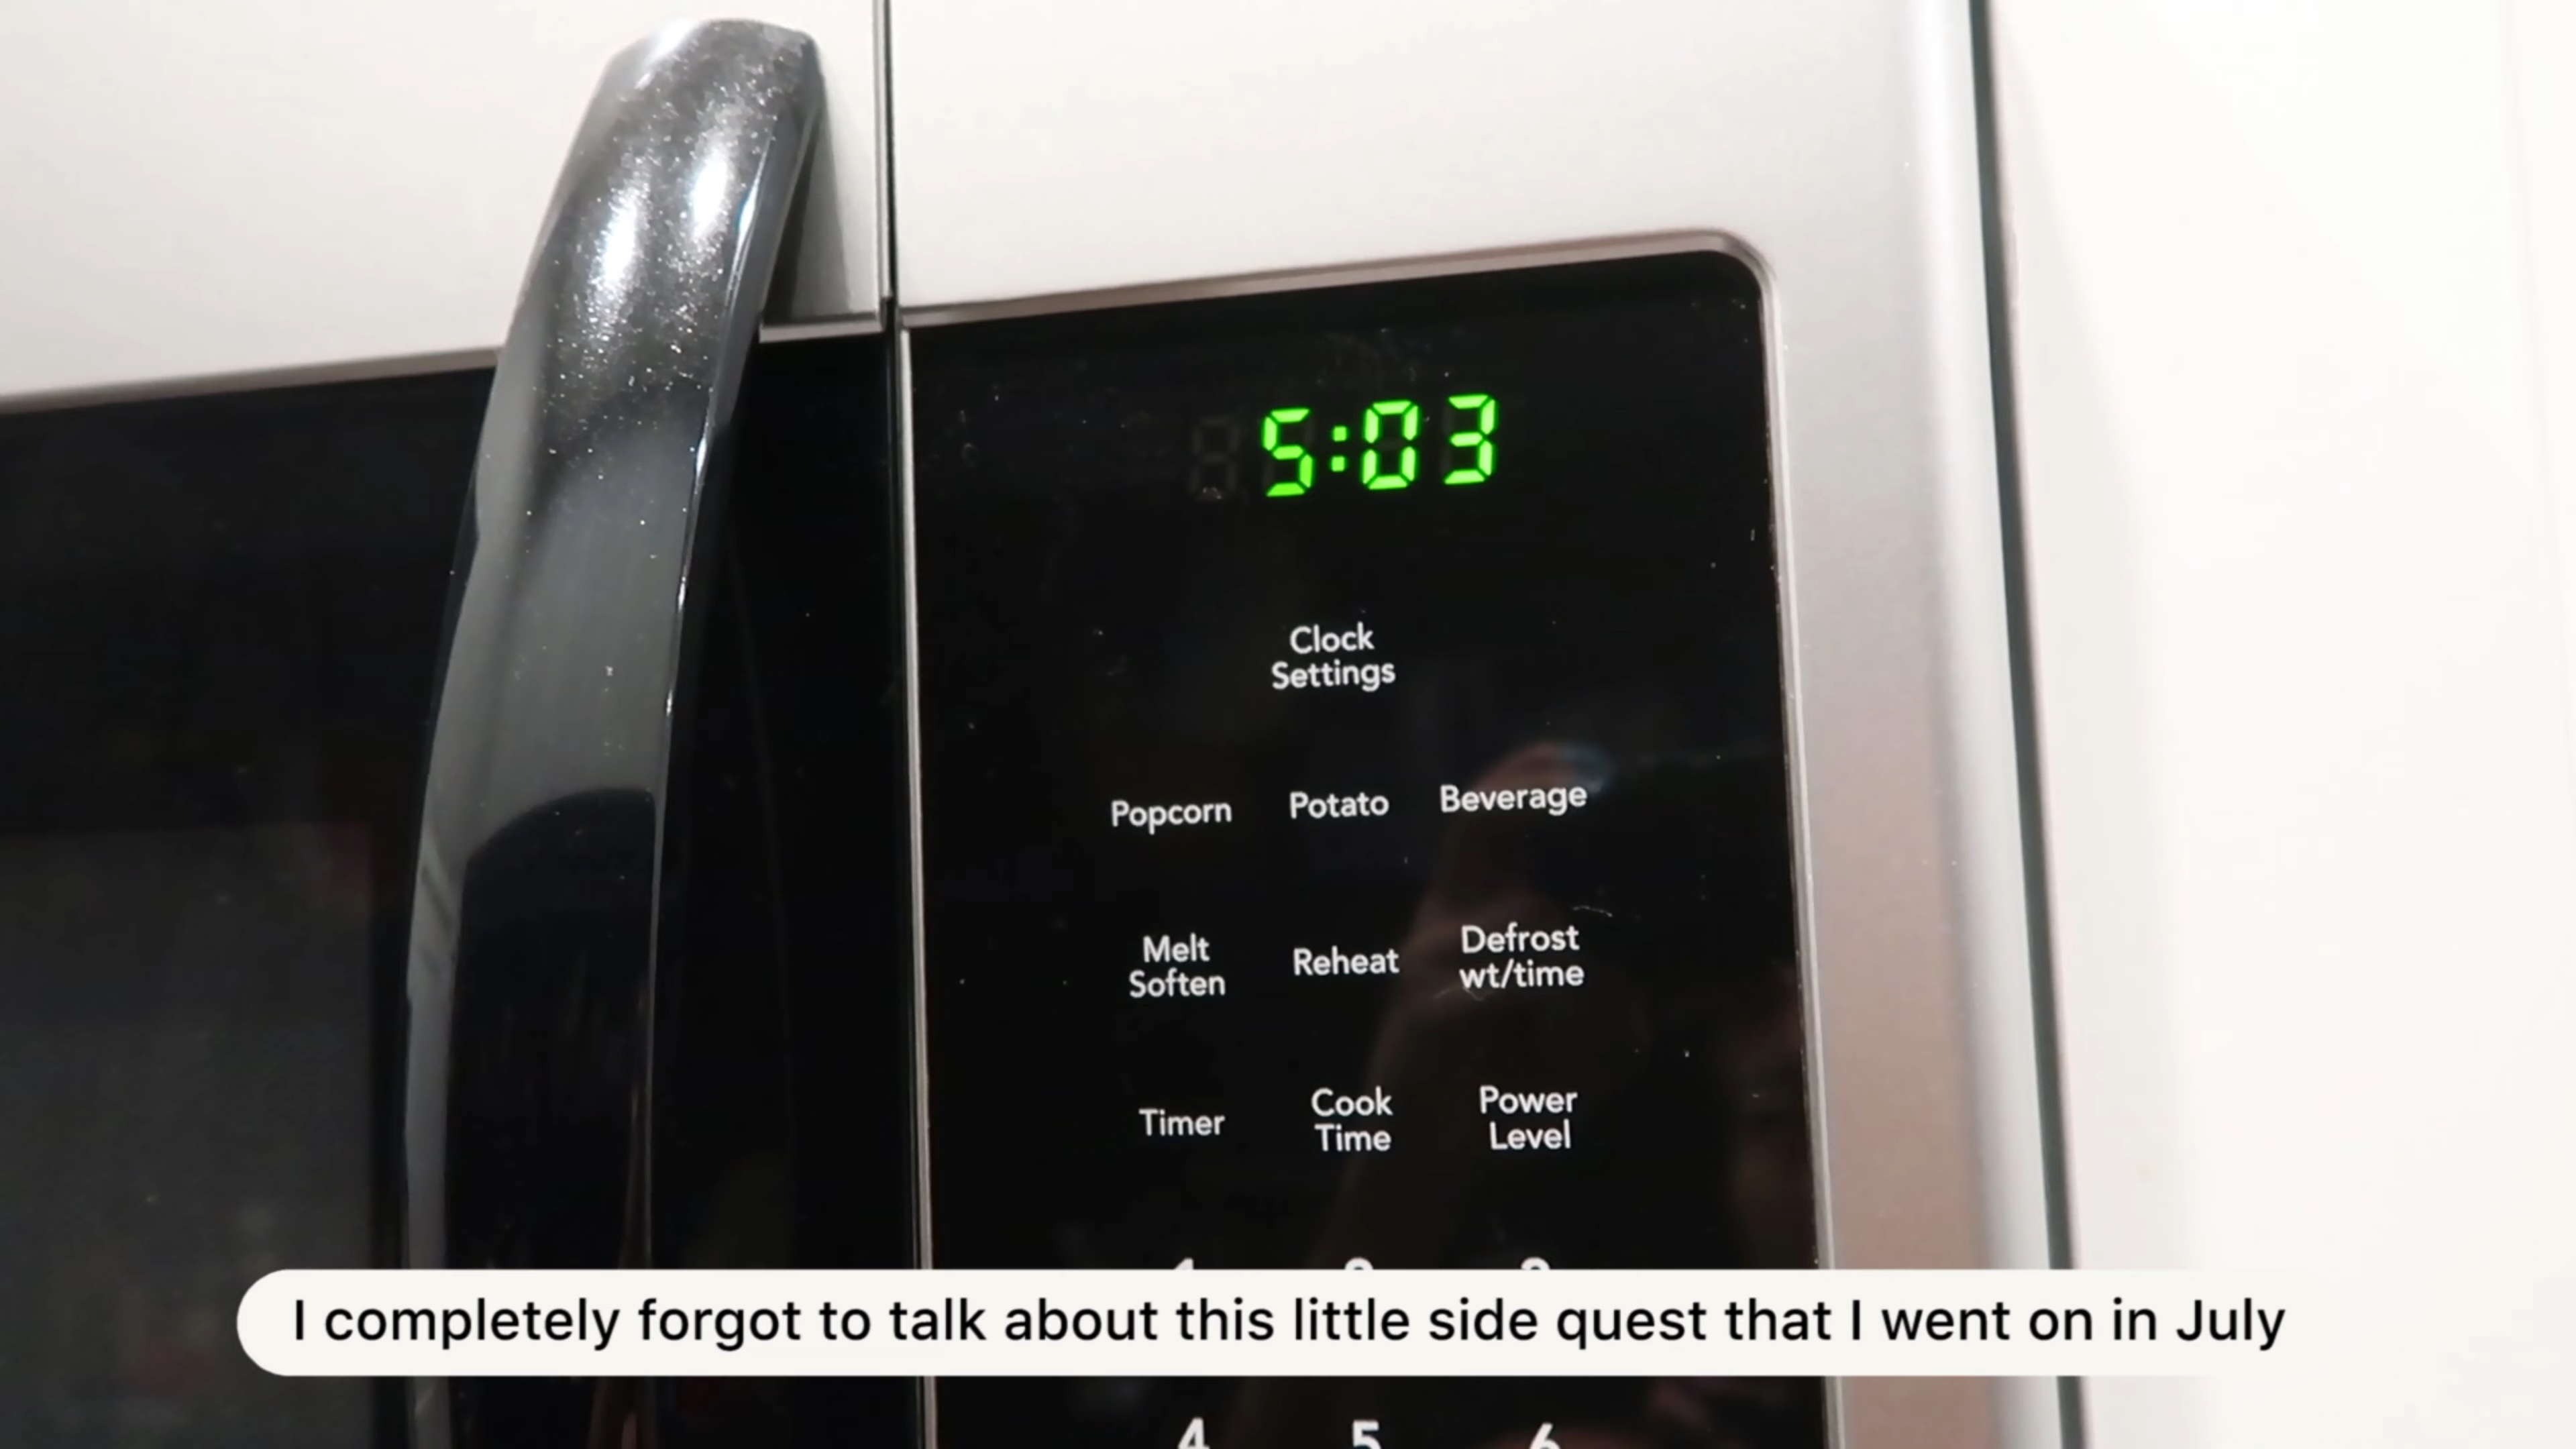 5:03
Clock
Settings
Popcorn Potato Beverage
Melt
Soften
Reheat
Defrost
wt/time
Timer
Cook
Time
Power
Level
I completely forgot to talk about this little side quest that I went on in July
4 5 6